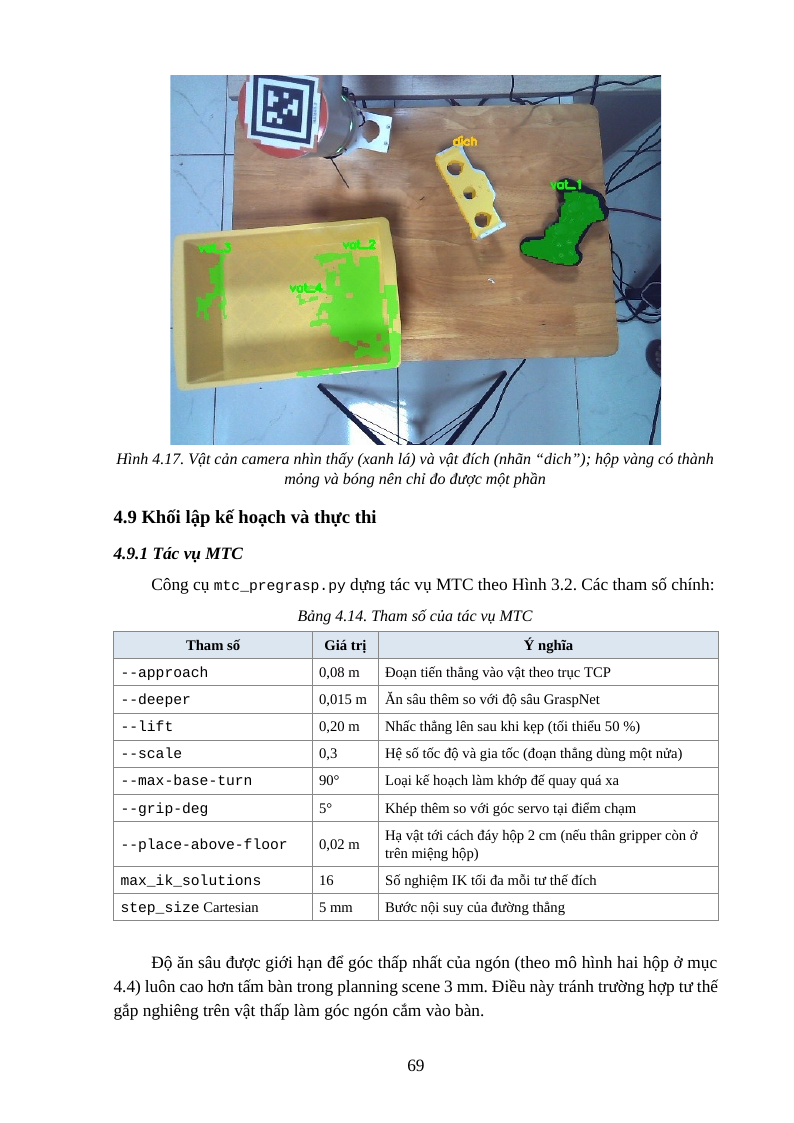 dich
vat_1
vat_3
vat_2
vat_4
Hình 4.17. Vật cản camera nhìn thấy (xanh lá) và vật đích (nhãn “dich”); hộp vàng có thành
mỏng và bóng nên chỉ đo được một phần
4.9 Khối lập kế hoạch và thực thi
4.9.1 Tác vụ MTC
Công cụ mtc_pregrasp.py dựng tác vụ MTC theo Hình 3.2. Các tham số chính:
Bảng 4.14. Tham số của tác vụ MTC
Tham số Giá trị Ý nghĩa
--approach 0,08 m Đoạn tiến thẳng vào vật theo trục TCP
--deeper 0,015 m Ăn sâu thêm so với độ sâu GraspNet
--lift 0,20 m Nhấc thẳng lên sau khi kẹp (tối thiểu 50 %)
--scale 0,3 Hệ số tốc độ và gia tốc (đoạn thẳng dùng một nửa)
--max-base-turn 90° Loại kế hoạch làm khớp đế quay quá xa
--grip-deg 5° Khép thêm so với góc servo tại điểm chạm
--place-above-floor 0,02 m Hạ vật tới cách đáy hộp 2 cm (nếu thân gripper còn ở
trên miệng hộp)
max_ik_solutions 16 Số nghiệm IK tối đa mỗi tư thế đích
step_size Cartesian 5 mm Bước nội suy của đường thẳng
Độ ăn sâu được giới hạn để góc thấp nhất của ngón (theo mô hình hai hộp ở mục
4.4) luôn cao hơn tấm bàn trong planning scene 3 mm. Điều này tránh trường hợp tư thế
gắp nghiêng trên vật thấp làm góc ngón cắm vào bàn.
69